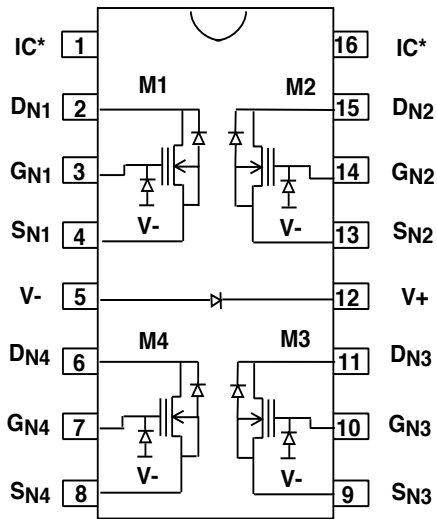 IC* 1 16 IC*
M1 M2
DN1 2 15 DN2
GN1 3 14 GN2
V- V-
SN1 4 13 SN2
V- 5 12 V+
M4 M3
DN4 6 11 DN3
GN4 7 10 GN3
V- V-
SN4 8 9 SN3